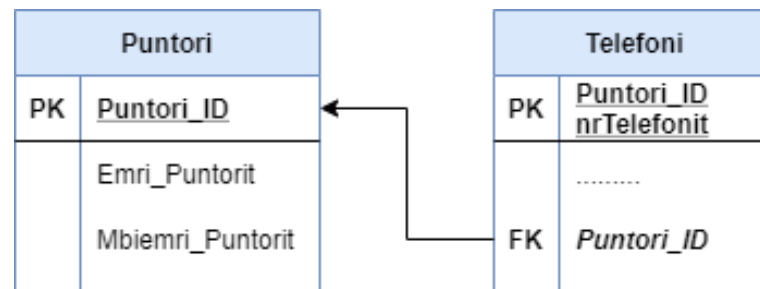 Puntori
PK Puntori_ID
Emri_Puntorit
Mbiemri_Puntorit
Telefoni
PK Puntori_ID
nrTelefonit
.........
FK Puntori_ID